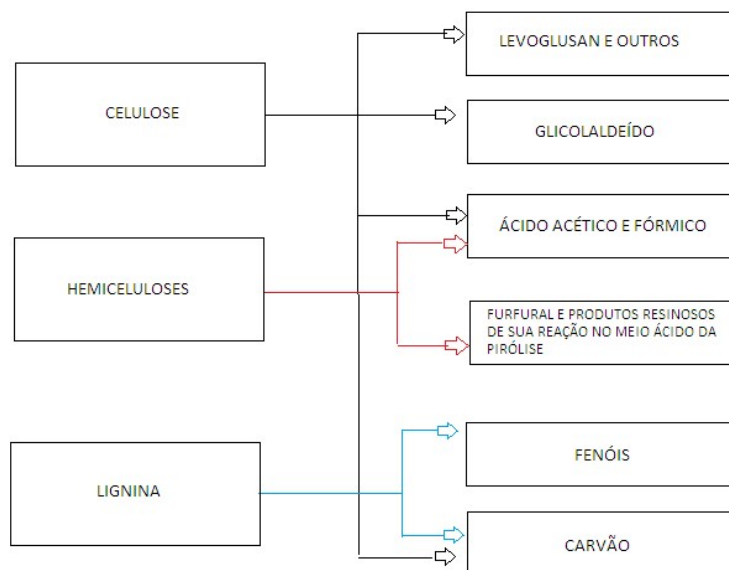 LEVOGLUSAN E OUTROS
CELULOSE
GLICOLALDEÍDO
ÁCIDO ACÉTICO E FÓRMICO
HEMICELULOSES
FURFURAL E PRODUTOS RESINOSOS
DE SUA REAÇÃO NO MEIO ÁCIDO DA
PIRÓLISE
FENÓIS
LIGNINA
CARVÃO